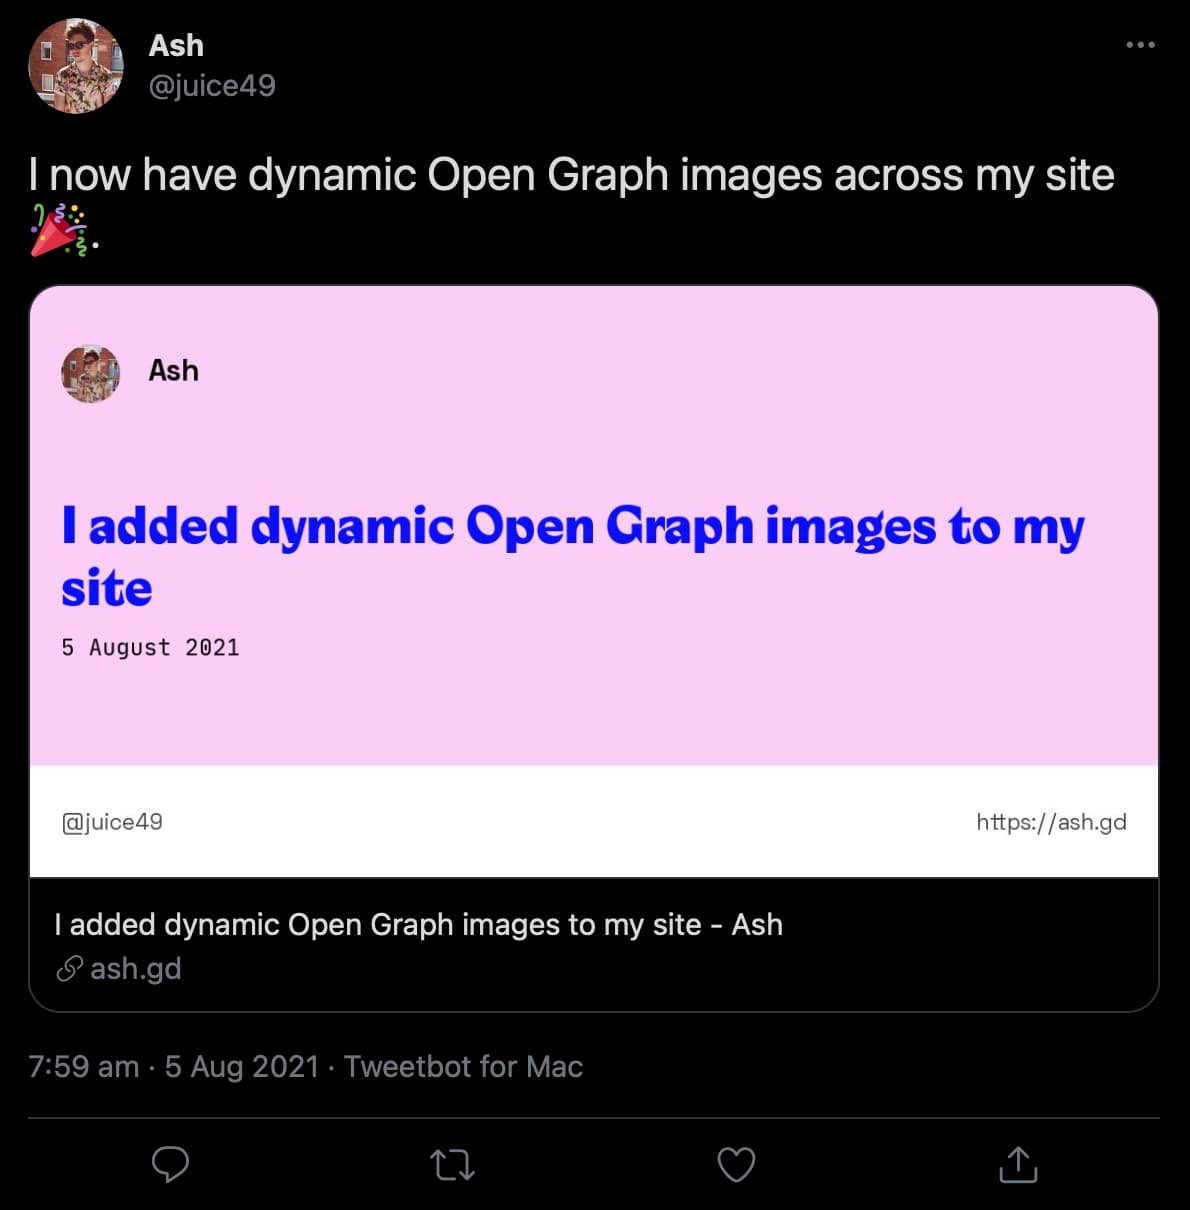 Ash
@juice49
I now have dynamic Open Graph images across my site
🎉.
Ash
I added dynamic Open Graph images to my
site
5 August 2021
@juice49
https://ash.gd
I added dynamic Open Graph images to my site - Ash
ash.gd
7:59 am · 5 Aug 2021 · Tweetbot for Mac